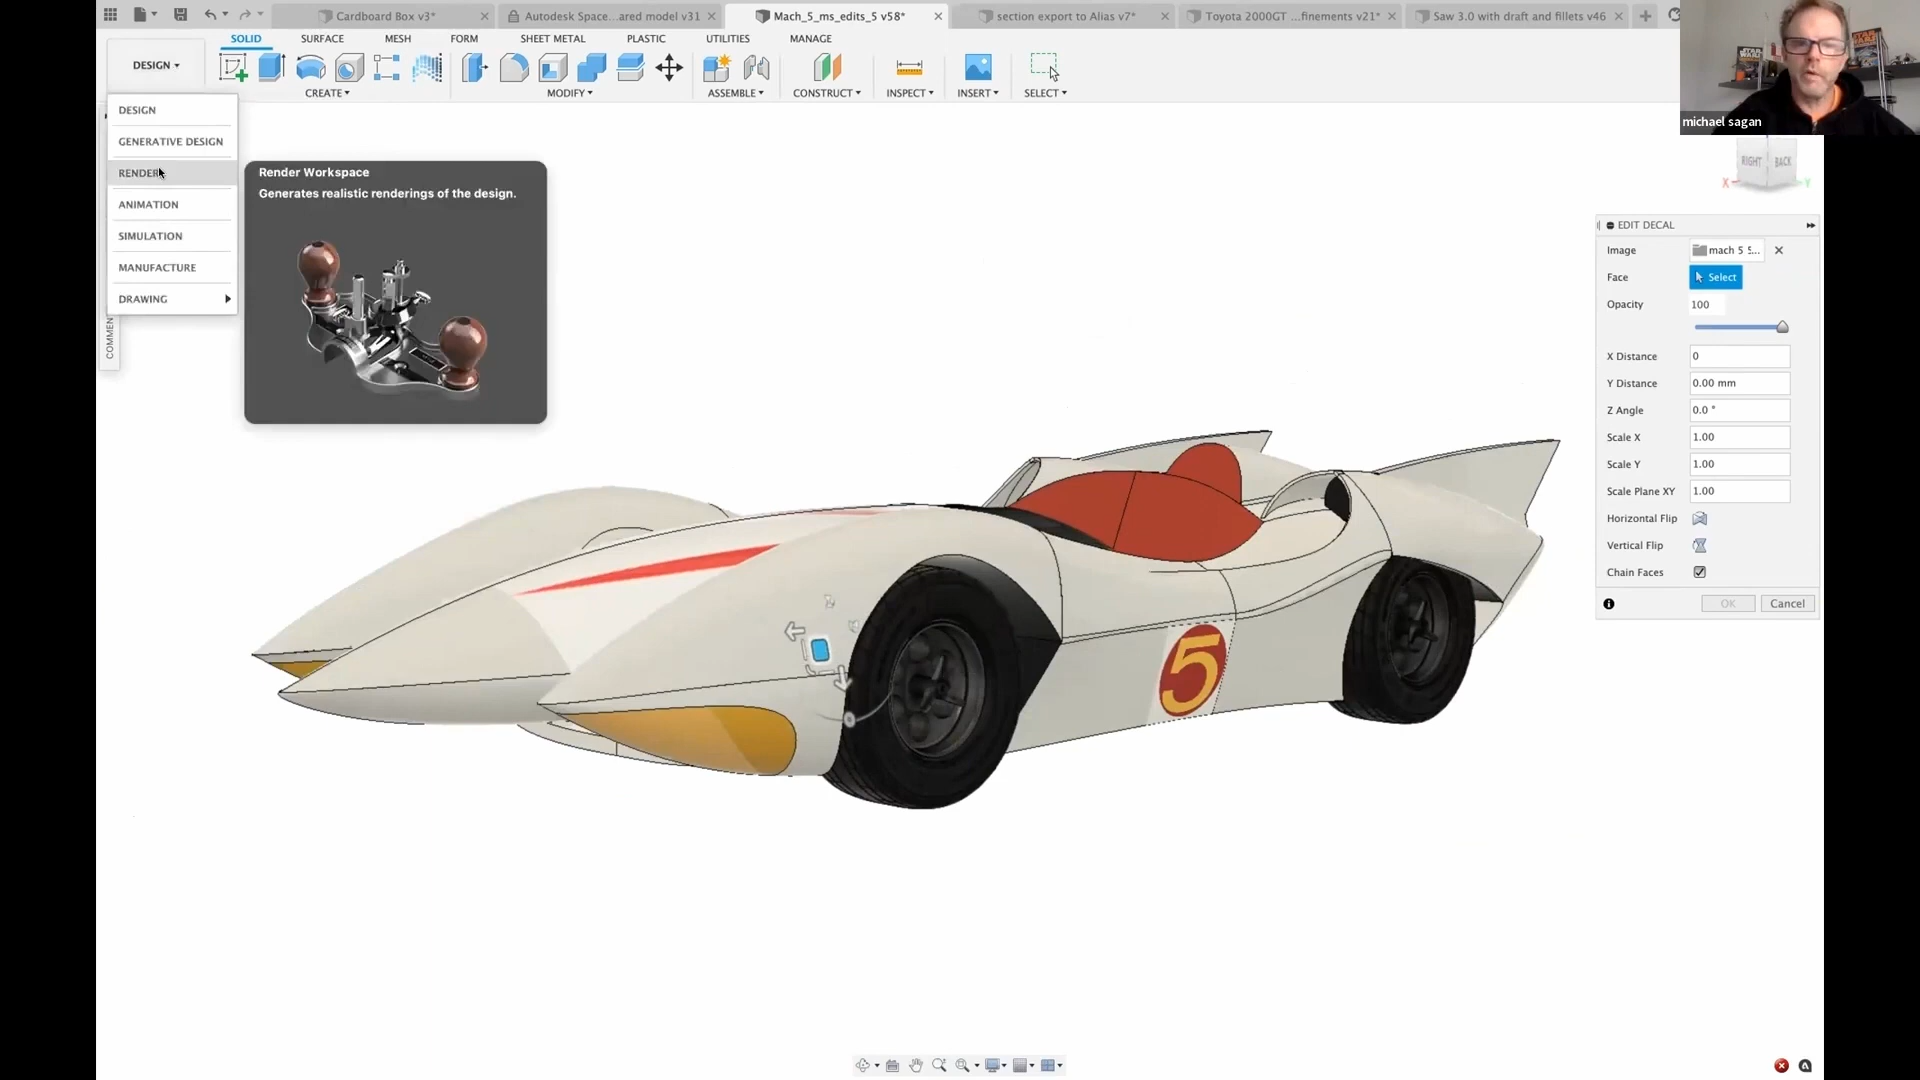 Cardboard Box v3*
Autodesk Space...ared model v31
Mach_5_ms_edits_5 v58*
section export to Alias v7*
Toyota 2000GT ...finements v21*
Saw 3.0 with draft and fillets v46
SOLID
SURFACE
MESH
FORM
SHEET METAL
PLASTIC
UTILITIES
MANAGE
DESIGN
CREATE
MODIFY
ASSEMBLE
CONSTRUCT
INSPECT
INSERT
SELECT
michael sagan
DESIGN
GENERATIVE DESIGN
RENDER
ANIMATION
SIMULATION
MANUFACTURE
DRAWING
COMMEN
Render Workspace
Generates realistic renderings of the design.
RIGHT
BACK
X
Y
EDIT DECAL
Image mach 5 5...
Face Select
Opacity 100
X Distance 0
Y Distance 0.00 mm
Z Angle 0.0 °
Scale X 1.00
Scale Y 1.00
Scale Plane XY 1.00
Horizontal Flip
Vertical Flip
Chain Faces
OK Cancel
5